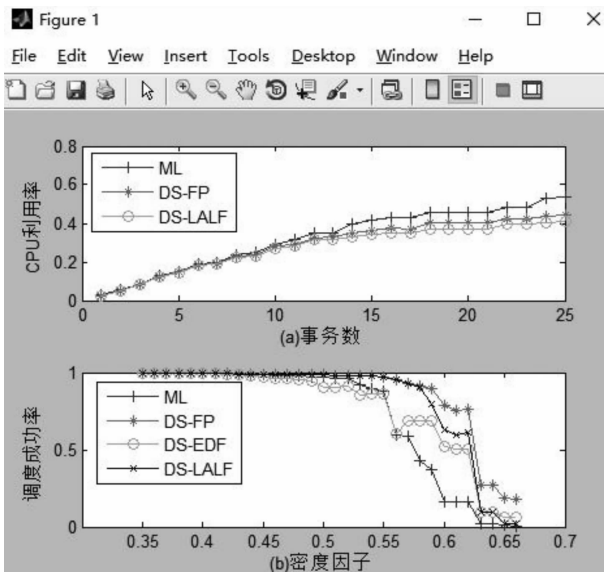 Figure 1
File Edit View Insert Tools Desktop Window Help
0.8
0.6
0.4
0.2
0
CPU利用率
ML
DS-FP
DS-LALF
0 5 10 15 20 25
(a)事务数
1
0.5
0
调度成功率
ML
DS-FP
DS-EDF
DS-LALF
0.35 0.4 0.45 0.5 0.55 0.6 0.65 0.7
(b)密度因子